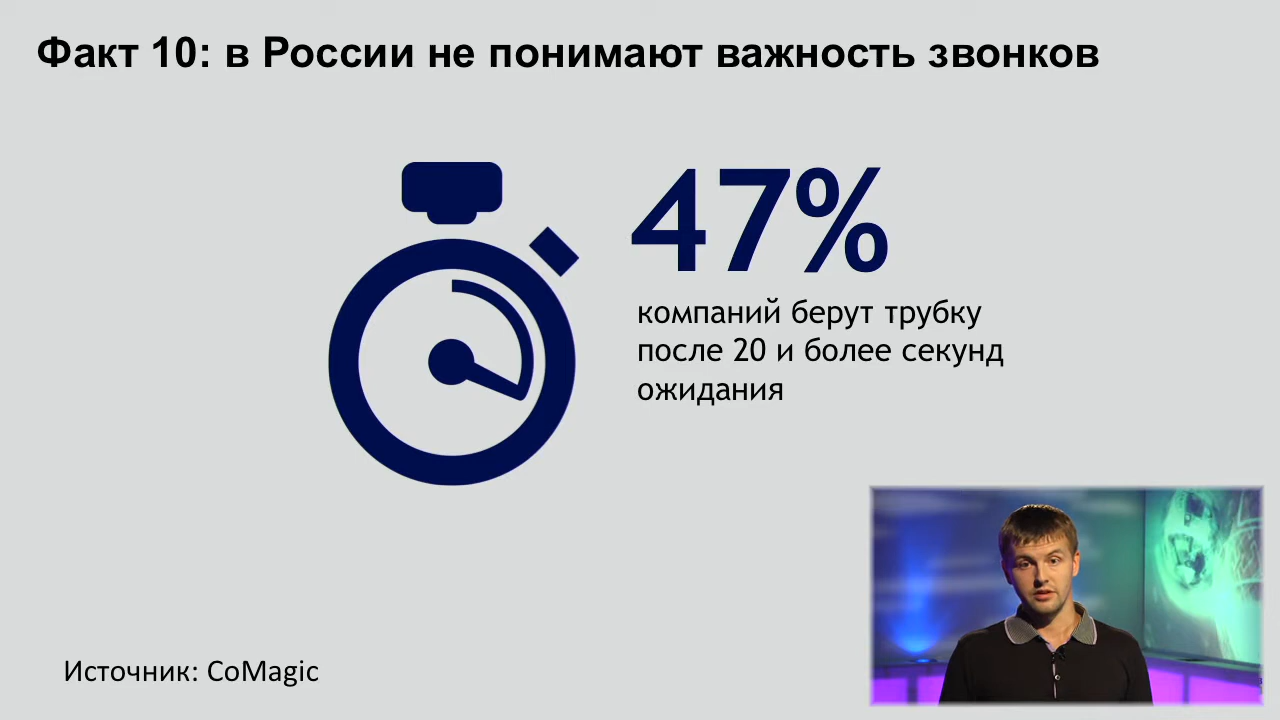 Факт 10: в России не понимают важность звонков
47%
компаний берут трубку
после 20 и более секунд
ожидания
Источник: CoMagic